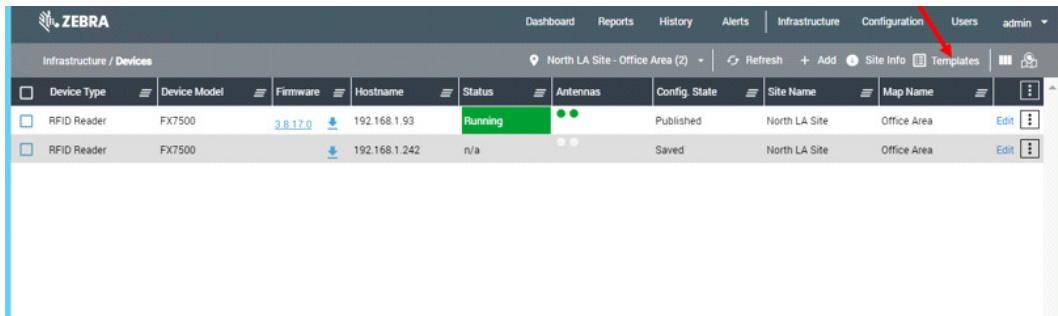 ZEBRA Dashboard Reports History Alerts Infrastructure Configuration Users admin
Infrastructure / Devices North LA Site - Office Area (2) Refresh + Add Site Info Templates
Device Type Device Model Firmware Hostname Status Antennas Config. State Site Name Map Name
RFID Reader FX7500 3.8.17.0 192.168.1.93 Running Published North LA Site Office Area Edit
RFID Reader FX7500 192.168.1.242 n/a Saved North LA Site Office Area Edit